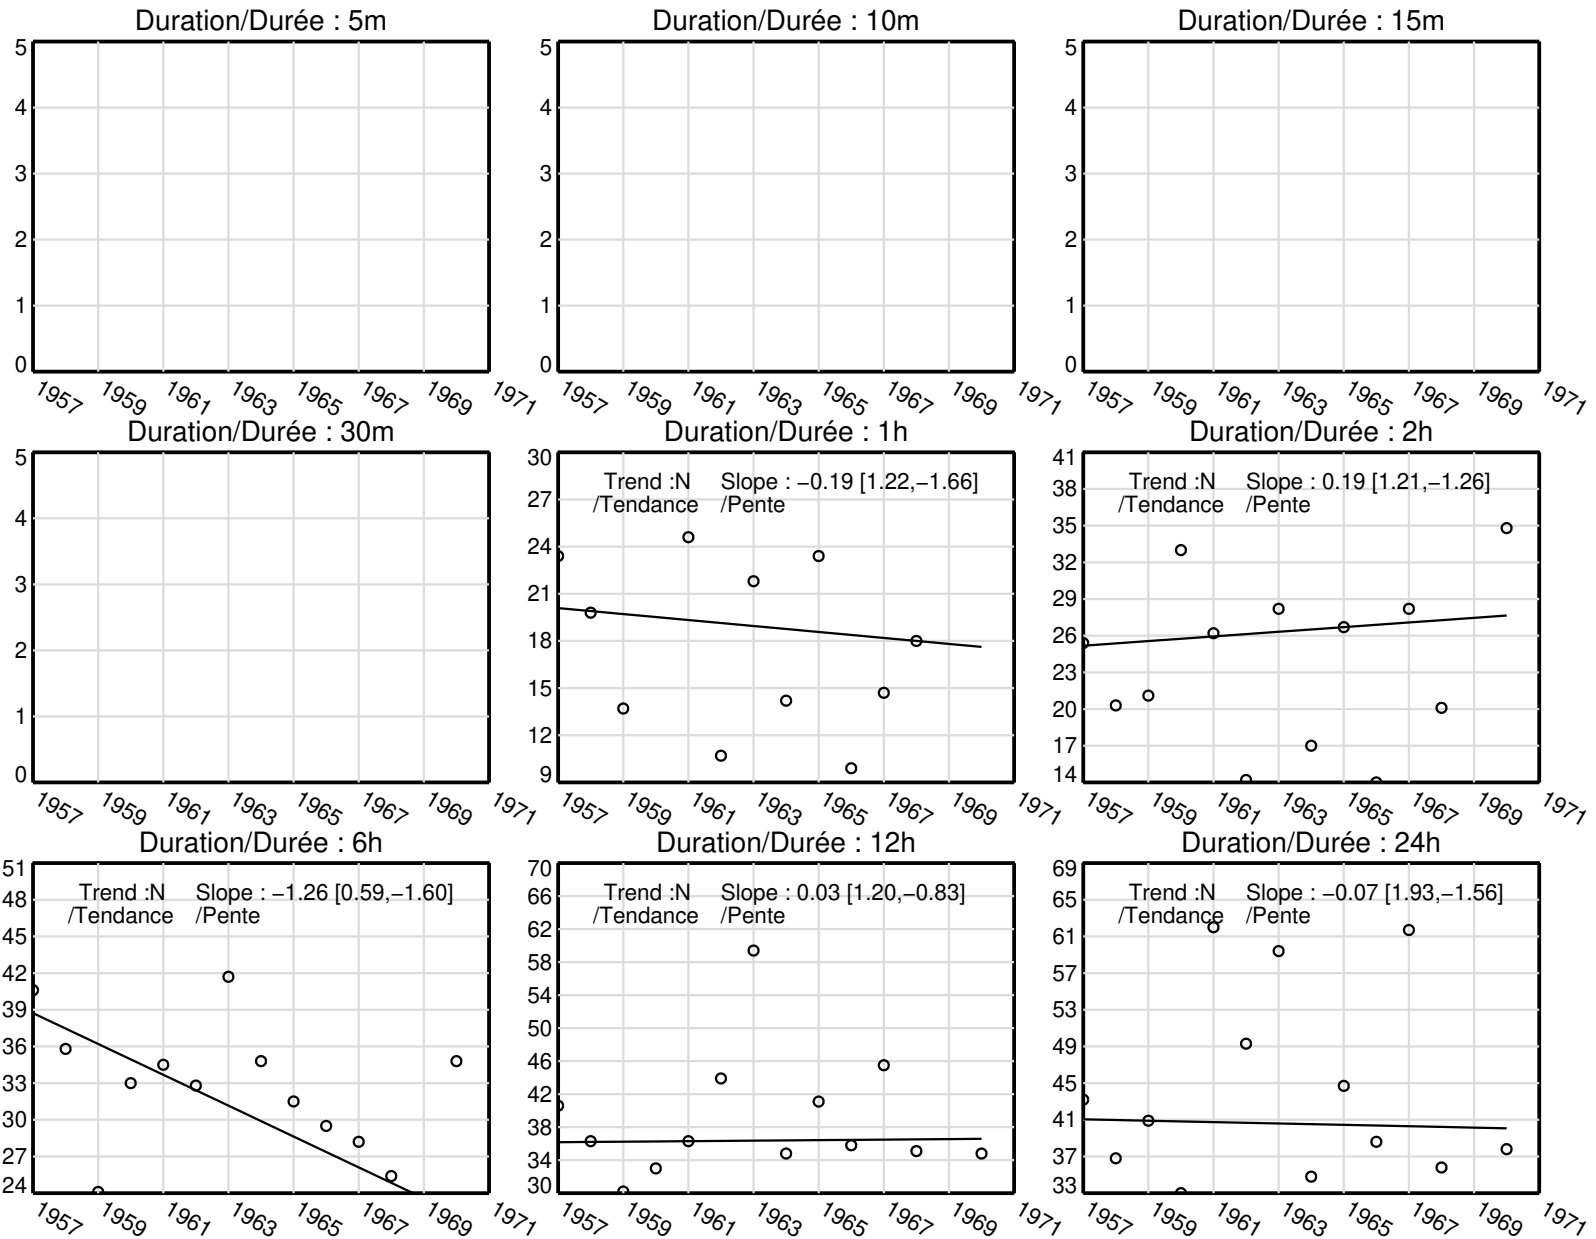 Duration/Durée : 5m
5
4
3
2
1
0
1957 1959 1961 1963 1965 1967 1969 1971
Duration/Durée : 10m
5
4
3
2
1
0
1957 1959 1961 1963 1965 1967 1969 1971
Duration/Durée : 15m
5
4
3
2
1
0
1957 1959 1961 1963 1965 1967 1969 1971
Duration/Durée : 30m
5
4
3
2
1
0
1957 1959 1961 1963 1965 1967 1969 1971
Duration/Durée : 1h
Trend :N Slope : −0.19 [1.22,−1.66]
/Tendance /Pente
30
27
24
21
18
15
12
9
1957 1959 1961 1963 1965 1967 1969 1971
Duration/Durée : 2h
Trend :N Slope : 0.19 [1.21,−1.26]
/Tendance /Pente
41
38
35
32
29
26
23
20
17
14
1957 1959 1961 1963 1965 1967 1969 1971
Duration/Durée : 6h
Trend :N Slope : −1.26 [0.59,−1.60]
/Tendance /Pente
51
48
45
42
39
36
33
30
27
24
1957 1959 1961 1963 1965 1967 1969 1971
Duration/Durée : 12h
Trend :N Slope : 0.03 [1.20,−0.83]
/Tendance /Pente
70
66
62
58
54
50
46
42
38
34
30
1957 1959 1961 1963 1965 1967 1969 1971
Duration/Durée : 24h
Trend :N Slope : −0.07 [1.93,−1.56]
/Tendance /Pente
69
65
61
57
53
49
45
41
37
33
1957 1959 1961 1963 1965 1967 1969 1971